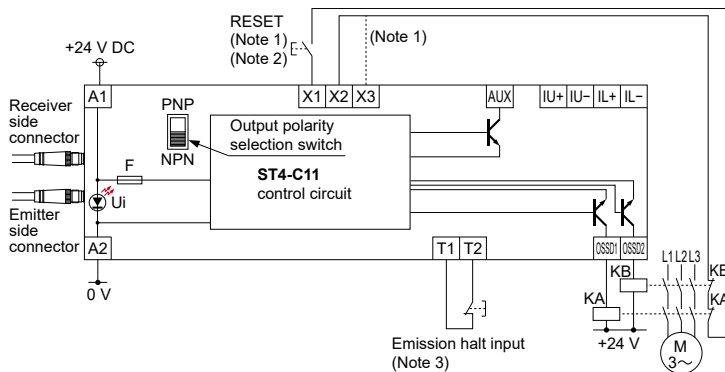 RESET
(Note 1)
(Note 2)
(Note 1)
+24 V DC
A1
X1
X2
X3
AUX
IU+
IU−
IL+
IL−
Receiver
side
connector
PNP
NPN
Output polarity
selection switch
ST4-C11
control circuit
F
Ui
Emitter
side
connector
A2
T1
T2
OSSD1
OSSD2
0 V
L1
L2
L3
KB
KB
KA
KA
+24 V
M
3～
Emission halt input
(Note 3)